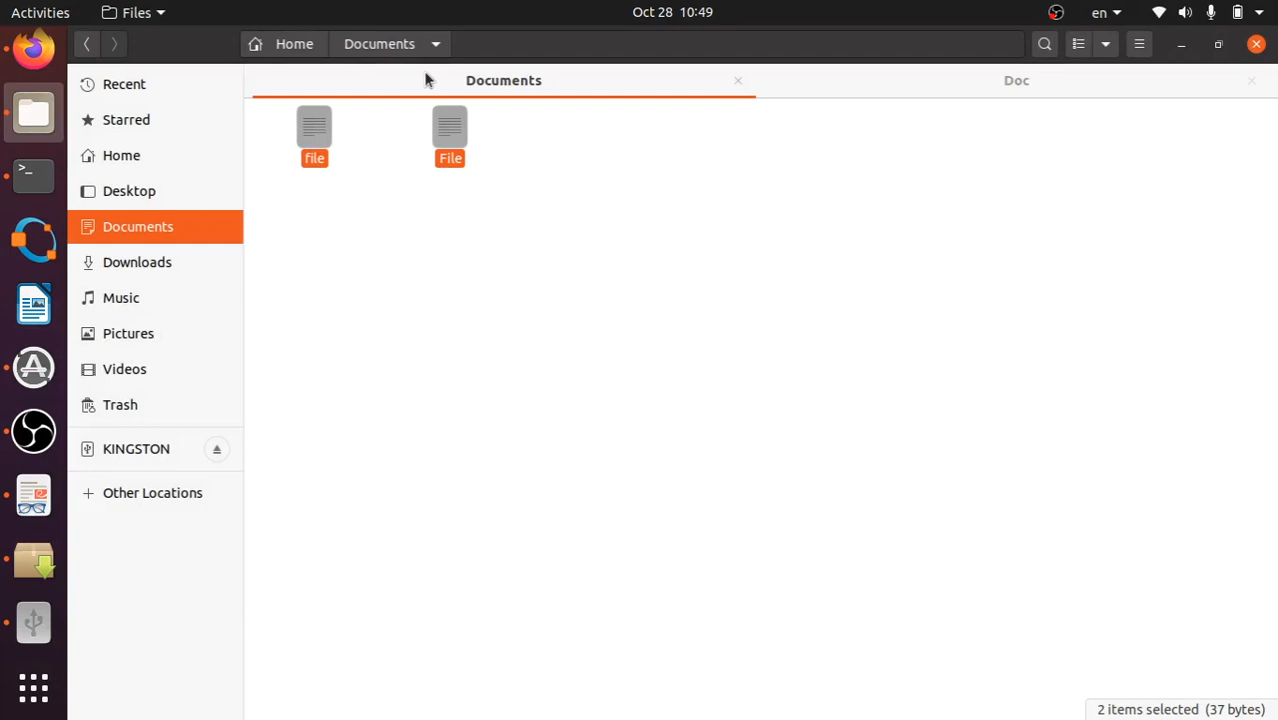 Activities
Files
Oct 28 10:49
en
Home
Documents
Documents
Doc
Recent
Starred
Home
Desktop
Documents
Downloads
Music
Pictures
Videos
Trash
KINGSTON
Other Locations
file
File
2 items selected (37 bytes)